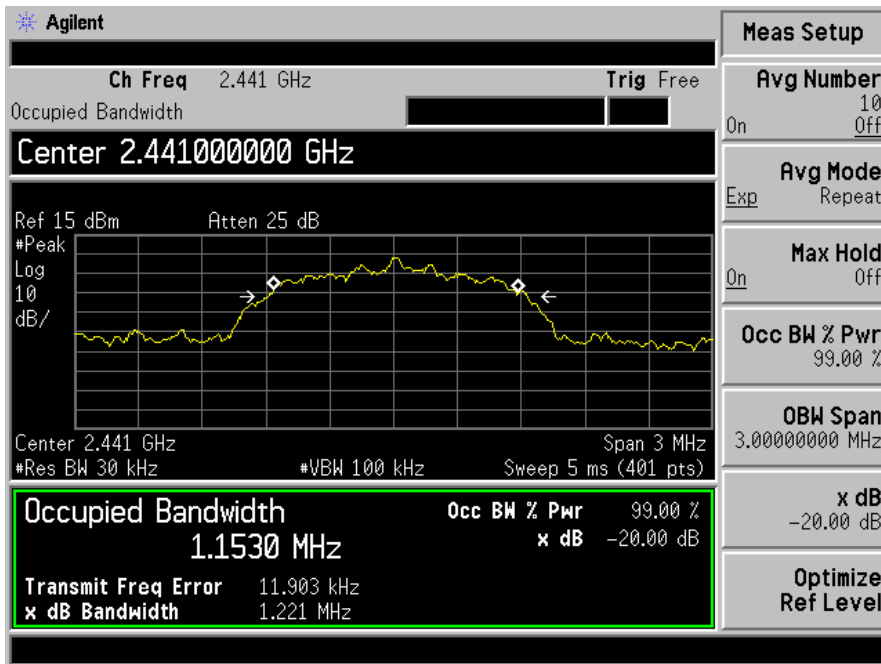 Agilent
Meas Setup
Ch Freq 2.441 GHz Trig Free
Occupied Bandwidth
Center 2.441000000 GHz
Ref 15 dBm Atten 25 dB
#Peak
Log
10
dB/
Center 2.441 GHz Span 3 MHz
#Res BW 30 kHz #VBW 100 kHz Sweep 5 ms (401 pts)
Occupied Bandwidth
1.1530 MHz
Occ BW % Pwr 99.00 %
x dB -20.00 dB
Transmit Freq Error 11.903 kHz
x dB Bandwidth 1.221 MHz
Avg Number
10
On Off
Avg Mode
Exp Repeat
Max Hold
On Off
Occ BW % Pwr
99.00 %
OBW Span
3.00000000 MHz
x dB
-20.00 dB
Optimize
Ref Level